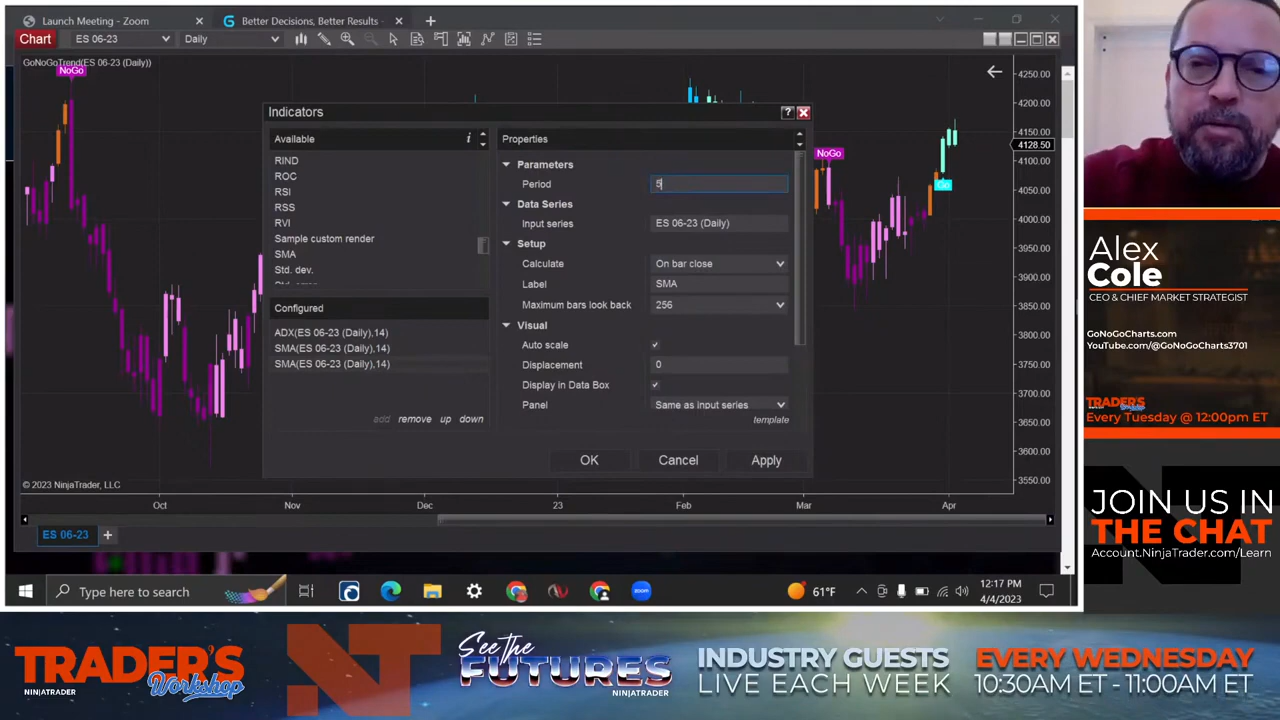 Launch Meeting - Zoom
Better Decisions, Better Results -
Chart
ES 06-23
Daily
GoNoGoTrend(ES 06-23 (Daily))
NoGo
NoGo
Go
4250.00
4200.00
4150.00
4128.50
4100.00
4050.00
4000.00
3950.00
3900.00
3850.00
3800.00
3750.00
3700.00
3650.00
3600.00
3550.00
Indicators
Available
RIND
ROC
RSI
RSS
RVI
Sample custom render
SMA
Std. dev.
Configured
ADX(ES 06-23 (Daily),14)
SMA(ES 06-23 (Daily),14)
SMA(ES 06-23 (Daily),14)
add remove up down
Properties
Parameters
Period 5
Data Series
Input series ES 06-23 (Daily)
Setup
Calculate On bar close
Label SMA
Maximum bars look back 256
Visual
Auto scale
Displacement 0
Display in Data Box
Panel Same as input series
template
OK Cancel Apply
© 2023 NinjaTrader, LLC
Oct Nov Dec 23 Feb Mar Apr
ES 06-23
Type here to search
zoom
61°F
12:17 PM
4/4/2023
Alex
Cole
CEO & CHIEF MARKET STRATEGIST
GoNoGoCharts.com
YouTube.com/@GoNoGoCharts3701
TRADER'S
Workshop
Every Tuesday @ 12:00pm ET
JOIN US IN
THE CHAT
Account.NinjaTrader.com/Learn
TRADER'S
Workshop
NINJATRADER
See the
FUTURES
NINJATRADER
INDUSTRY GUESTS
LIVE EACH WEEK
EVERY WEDNESDAY
10:30AM ET - 11:00AM ET